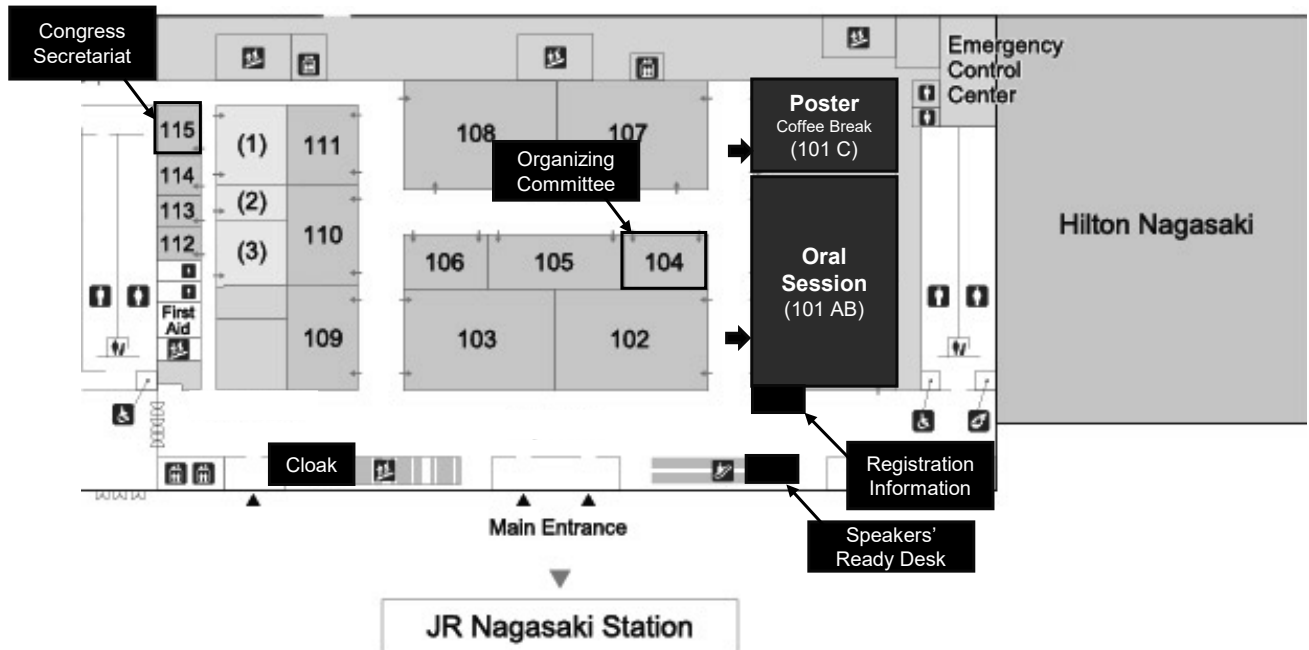 Congress
Secretariat
Emergency
Control
Center
115
114
113
112
First
Aid
(1)
(2)
(3)
111
110
109
108
107
Organizing
Committee
106
105
104
103
102
Poster
Coffee Break
(101 C)
Oral
Session
(101 AB)
Hilton Nagasaki
Cloak
Registration
Information
Main Entrance
Speakers'
Ready Desk
JR Nagasaki Station